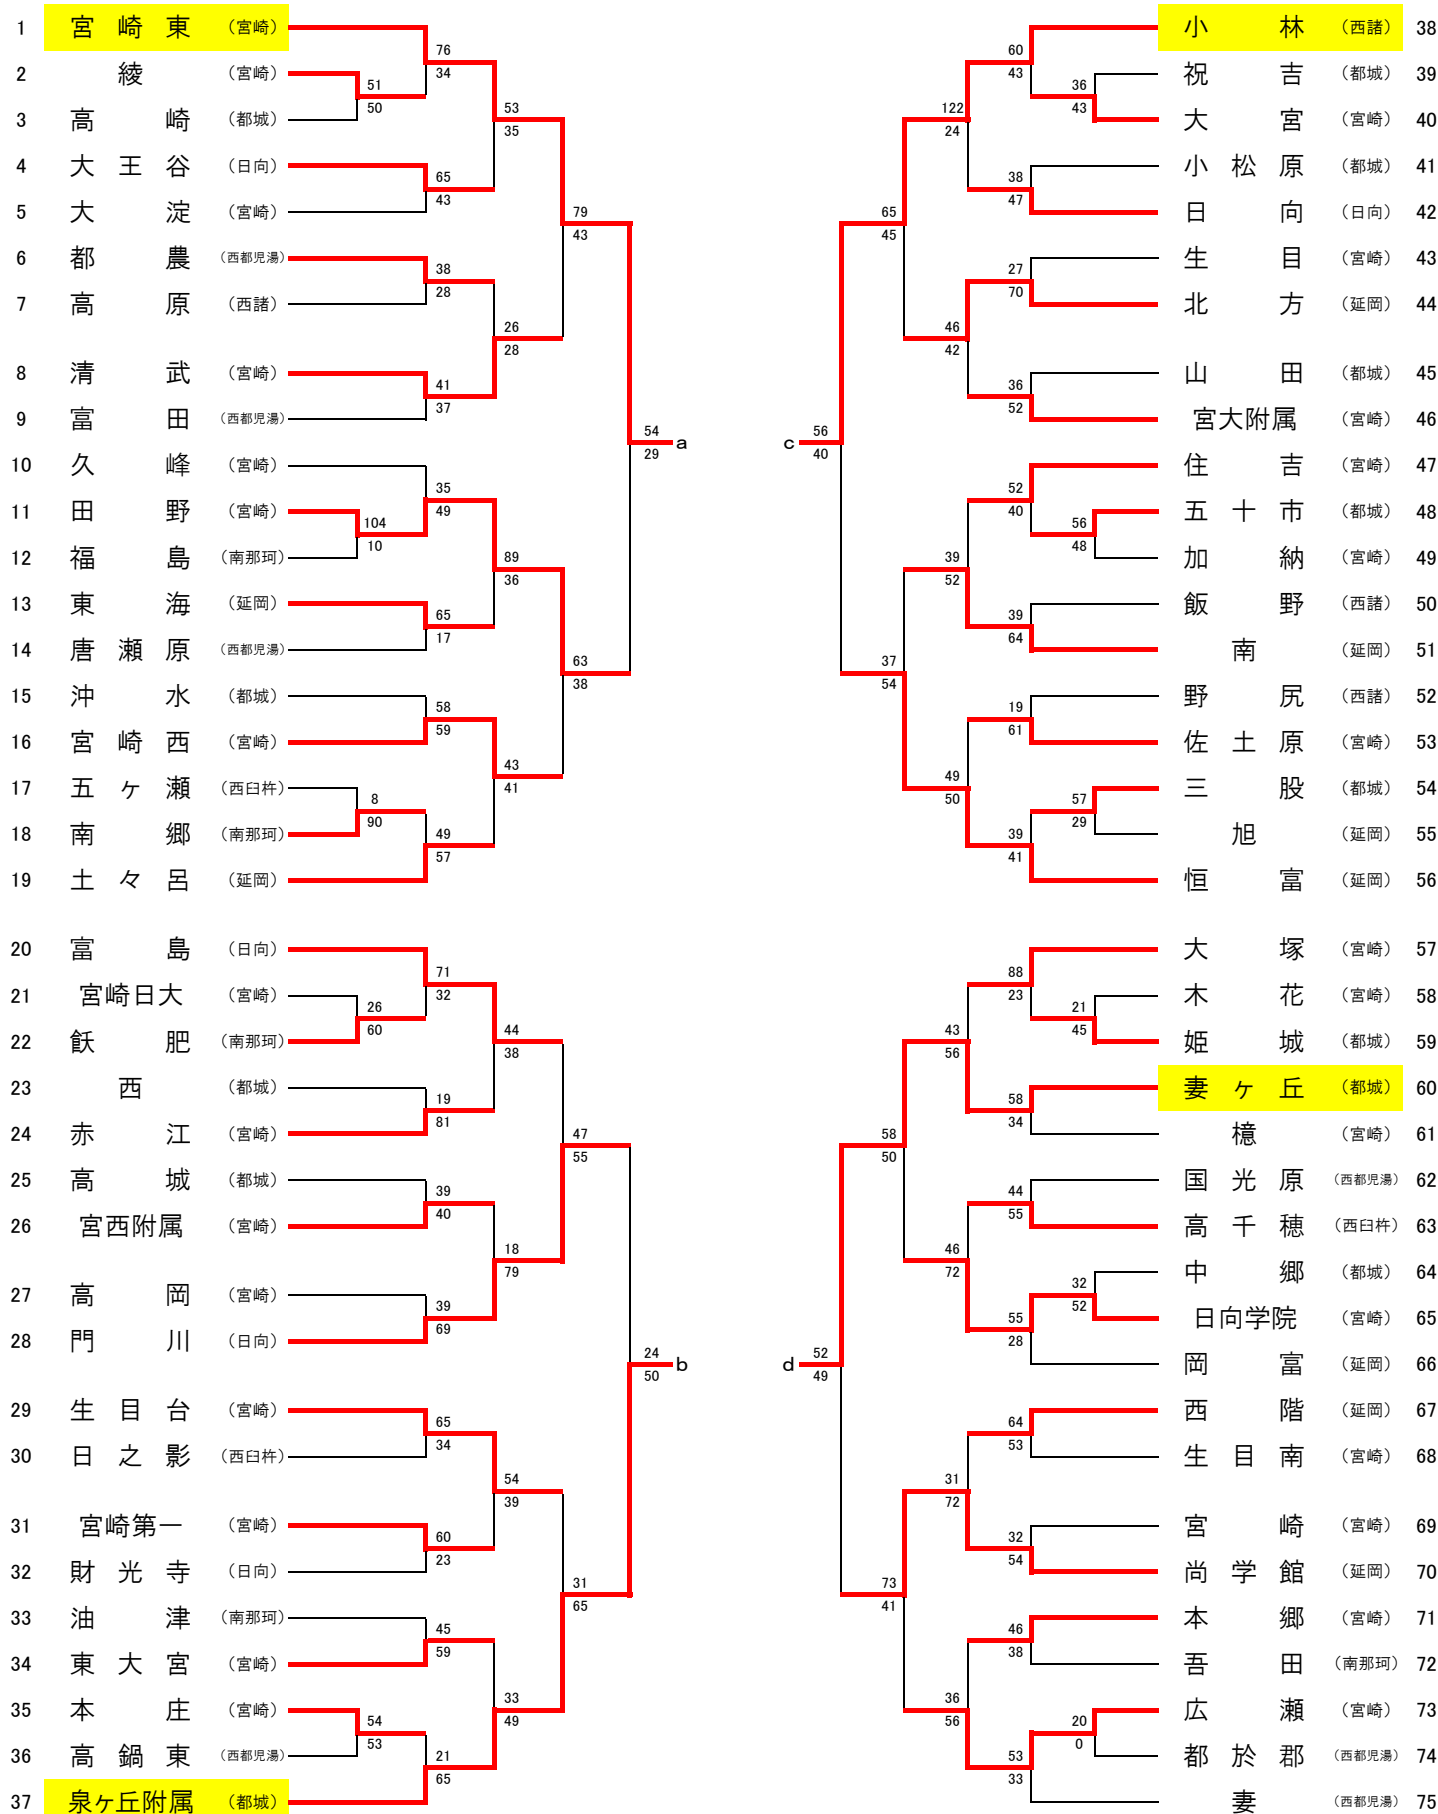 1 宮崎東 (宮崎)
2 綾 (宮崎)
3 高崎 (都城)
4 大王谷 (日向)
5 大淀 (宮崎)
6 都農 (西都児湯)
7 高原 (西諸)
8 清武 (宮崎)
9 富田 (西都児湯)
10 久峰 (宮崎)
11 田野 (宮崎)
12 福島 (南那珂)
13 東海 (延岡)
14 唐瀬原 (西都児湯)
15 沖水 (都城)
16 宮崎西 (宮崎)
17 五ヶ瀬 (西臼杵)
18 南郷 (南那珂)
19 土々呂 (延岡)
20 富島 (日向)
21 宮崎日大 (宮崎)
22 飫肥 (南那珂)
23 西 (都城)
24 赤江 (宮崎)
25 高城 (都城)
26 宮西附属 (宮崎)
27 高岡 (宮崎)
28 門川 (日向)
29 生目台 (宮崎)
30 日之影 (西臼杵)
31 宮崎第一 (宮崎)
32 財光寺 (日向)
33 油津 (南那珂)
34 東大宮 (宮崎)
35 本庄 (宮崎)
36 高鍋東 (西都児湯)
37 泉ヶ丘附属 (都城)
51
50
104
10
8
90
26
60
54
53
76
34
65
43
38
28
41
37
35
49
65
17
58
59
49
57
71
32
19
81
39
40
39
69
65
34
60
23
45
59
21
65
53
35
26
28
89
36
43
41
44
38
18
79
54
39
33
49
79
43
63
38
47
55
31
65
54
29
a
24
50
b
c
56
40
d
52
49
65
45
37
54
58
50
73
41
122
24
46
42
39
52
49
50
43
56
46
72
31
72
36
56
60
43
38
47
27
70
36
52
52
40
39
64
19
61
39
41
88
23
58
34
44
55
55
28
64
53
32
54
46
38
53
33
36
43
56
48
57
29
21
45
32
52
20
0
小林 (西諸) 38
祝吉 (都城) 39
大宮 (宮崎) 40
小松原 (都城) 41
日向 (日向) 42
生目 (宮崎) 43
北方 (延岡) 44
山田 (都城) 45
宮大附属 (宮崎) 46
住吉 (宮崎) 47
五十市 (都城) 48
加納 (宮崎) 49
飯野 (西諸) 50
南 (延岡) 51
野尻 (西諸) 52
佐土原 (宮崎) 53
三股 (都城) 54
旭 (延岡) 55
恒富 (延岡) 56
大塚 (宮崎) 57
木花 (宮崎) 58
姫城 (都城) 59
妻ヶ丘 (都城) 60
檍 (宮崎) 61
国光原 (西都児湯) 62
高千穂 (西臼杵) 63
中郷 (都城) 64
日向学院 (宮崎) 65
岡富 (延岡) 66
西階 (延岡) 67
生目南 (宮崎) 68
宮崎 (宮崎) 69
尚学館 (延岡) 70
本郷 (宮崎) 71
吾田 (南那珂) 72
広瀬 (宮崎) 73
都於郡 (西都児湯) 74
妻 (西都児湯) 75